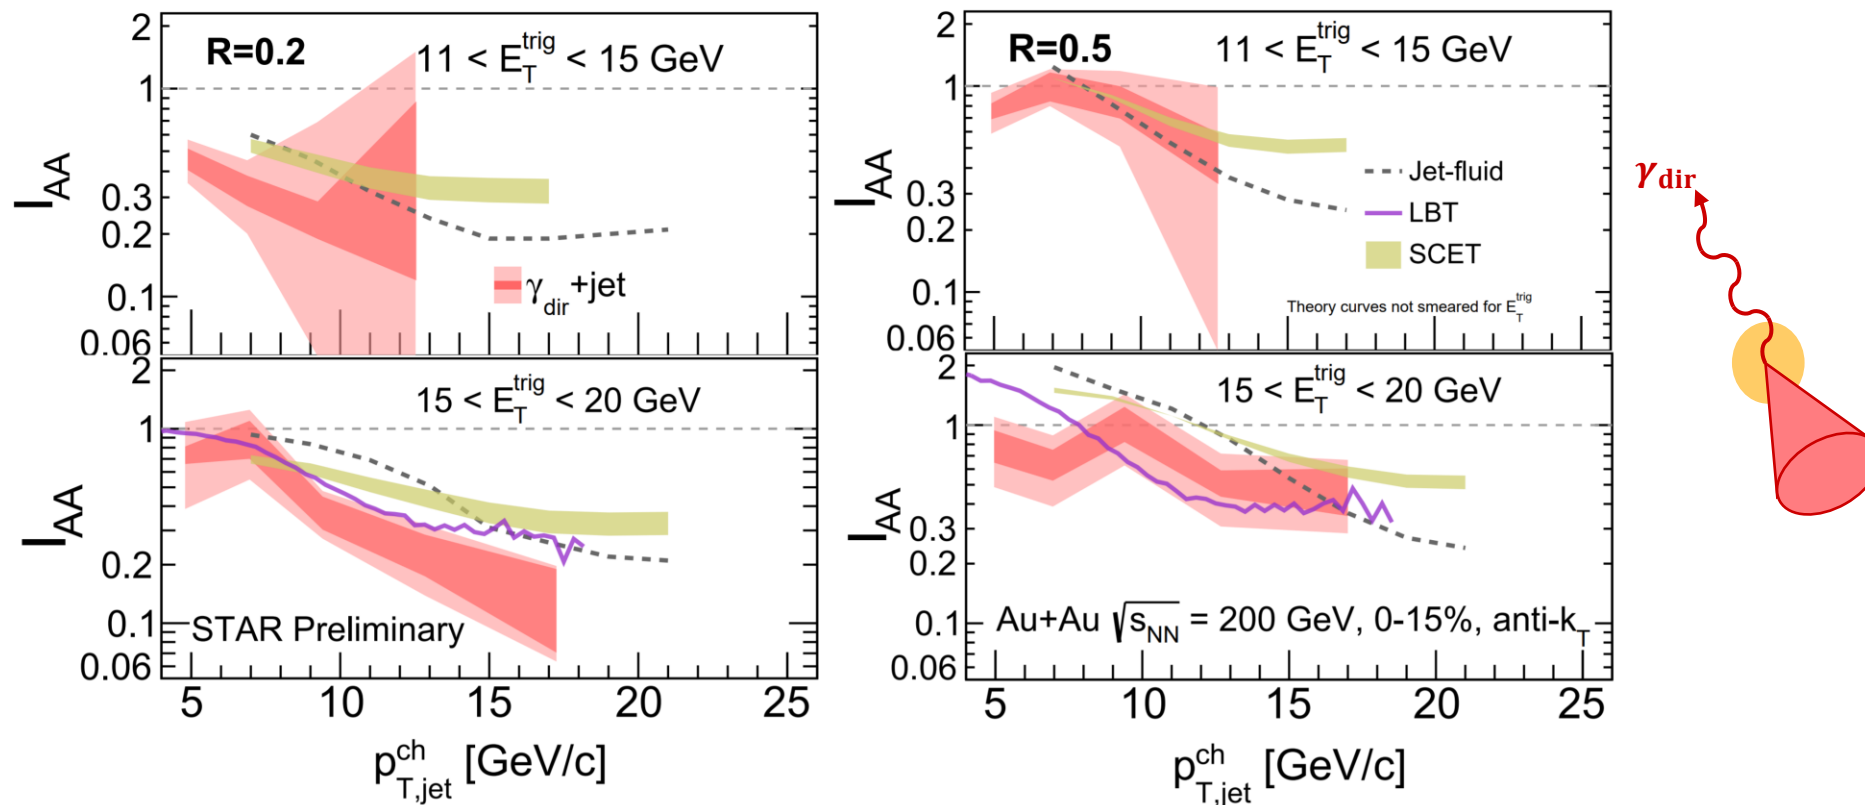 R=0.2
11 < E_T^trig < 15 GeV
2
1
0.3
0.2
0.1
0.06
I_AA
γ_dir+jet
15 < E_T^trig < 20 GeV
2
1
0.2
0.1
0.06
I_AA
STAR Preliminary
5 10 15 20 25
p_T,jet^ch [GeV/c]
R=0.5
11 < E_T^trig < 15 GeV
2
1
0.3
0.2
0.1
0.06
I_AA
Jet-fluid
LBT
SCET
Theory curves not smeared for E_T^trig
15 < E_T^trig < 20 GeV
2
1
0.3
0.2
0.1
0.06
I_AA
Au+Au √s_NN = 200 GeV, 0-15%, anti-k_T
5 10 15 20 25
p_T,jet^ch [GeV/c]
γ_dir